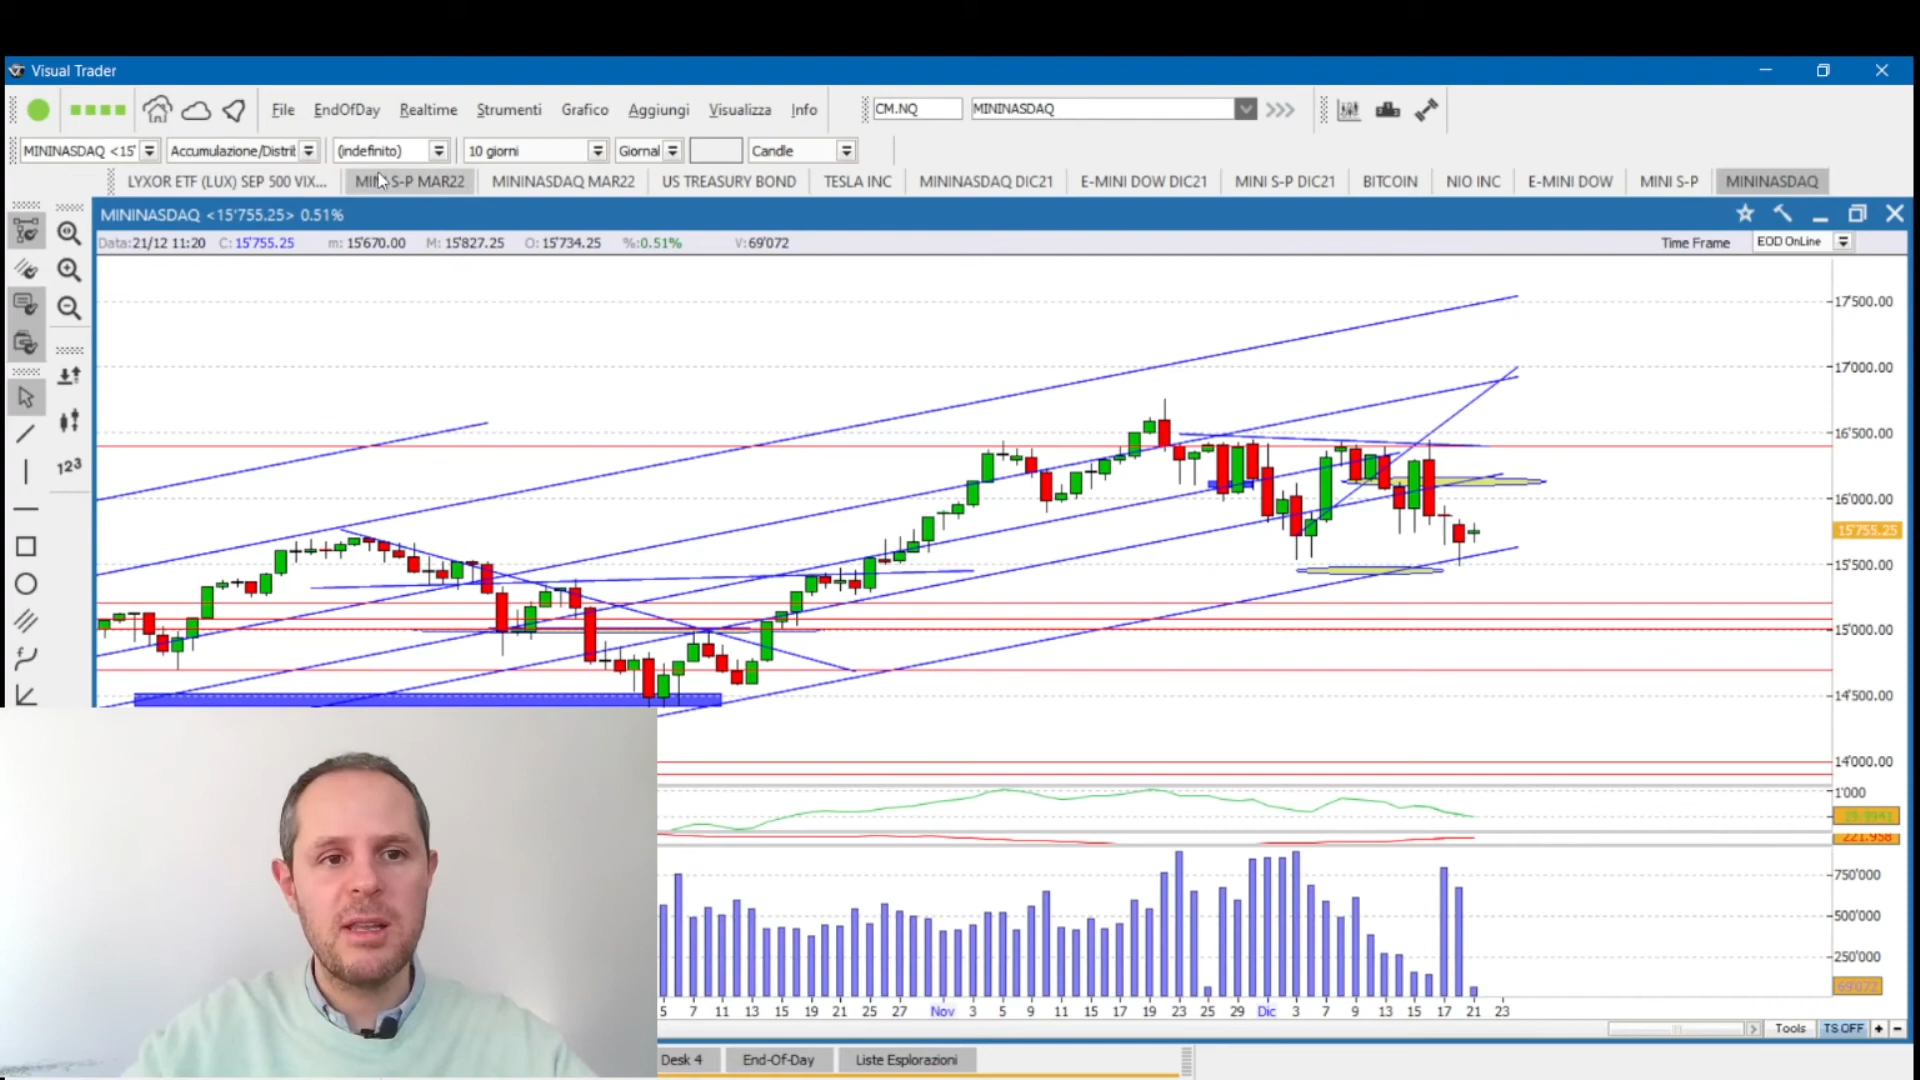 Visual Trader
File EndOfDay Realtime Strumenti Grafico Aggiungi Visualizza Info CM.NQ MININASDAQ
MININASDAQ <15' Accumulazione/Distrib (indefinito) 10 giorni Giornal Candle
LYXOR ETF (LUX) SEP 500 VIX... MINI S-P MAR22 MININASDAQ MAR22 US TREASURY BOND TESLA INC MININASDAQ DIC21 E-MINI DOW DIC21 MINI S-P DIC21 BITCOIN NIO INC E-MINI DOW MINI S-P MININASDAQ
MININASDAQ <15'755.25> 0.51%
Data:21/12 11:20 C: 15'755.25 m: 15'670.00 M: 15'827.25 O: 15'734.25 %:0.51% V:69'072 Time Frame EOD OnLine
17'500.00
17'000.00
16'500.00
16'000.00
15'755.25
15'500.00
15'000.00
14'500.00
14'000.00
1'000
221.958
750'000
500'000
250'000
69'072
123
5 7 11 13 15 19 21 25 27 Nov 3 5 9 11 15 17 19 23 25 29 Dic 3 7 9 13 15 17 21 23
Tools TS OFF + -
Desk 4 End-Of-Day Liste Esplorazioni